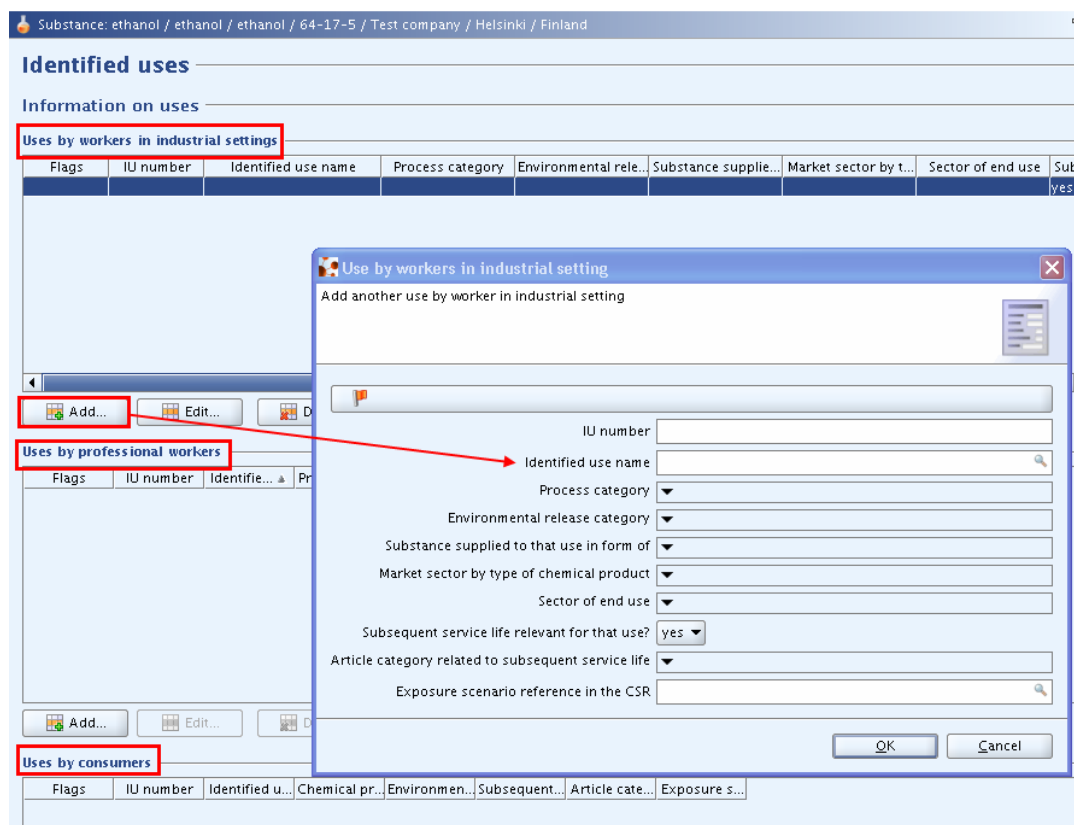 Substance: ethanol / ethanol / ethanol / 64-17-5 / Test company / Helsinki / Finland
Identified uses
Information on uses
Uses by workers in industrial settings
Flags IU number Identified use name Process category Environmental rele... Substance supplie... Market sector by t... Sector of end use Sub
yes
Use by workers in industrial setting
Add another use by worker in industrial setting
Add... Edit... D
IU number
Identified use name
Process category
Environmental release category
Substance supplied to that use in form of
Market sector by type of chemical product
Sector of end use
Subsequent service life relevant for that use? yes
Article category related to subsequent service life
Exposure scenario reference in the CSR
OK Cancel
Uses by professional workers
Flags IU number Identifie... Pr
Add... Edit... D
Uses by consumers
Flags IU number Identified u... Chemical pr... Environmen... Subsequent... Article cate... Exposure s...